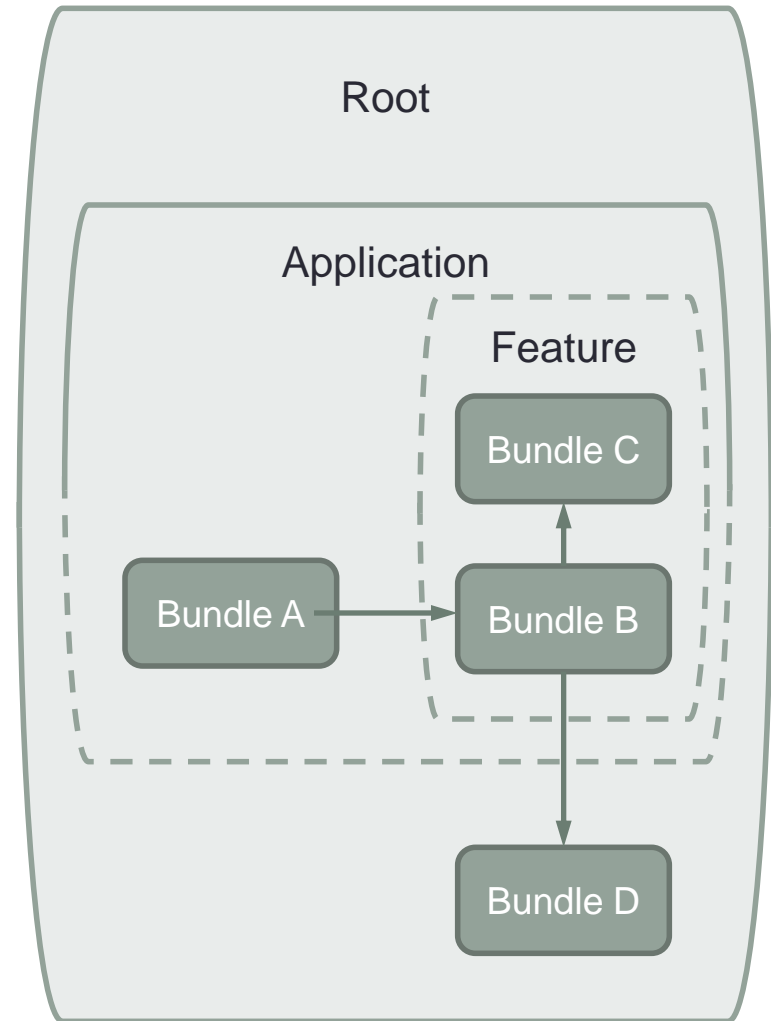 Root
Application
Feature
Bundle C
Bundle A
Bundle B
Bundle D